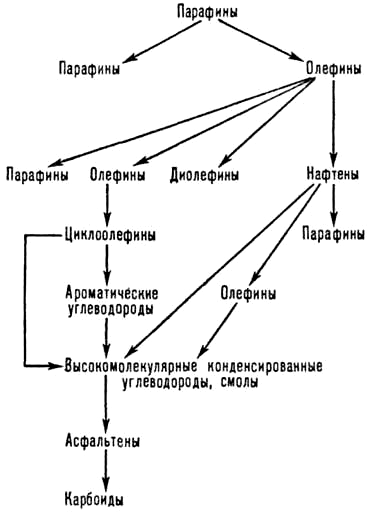 Парафины
Парафины Олефины
Парафины Олефины Диолефины Нафтены
Циклоолефины Парафины
Ароматические
углеводороды
Олефины
Высокомолекулярные конденсированные
углеводороды, смолы
Асфальтены
Карбоиды